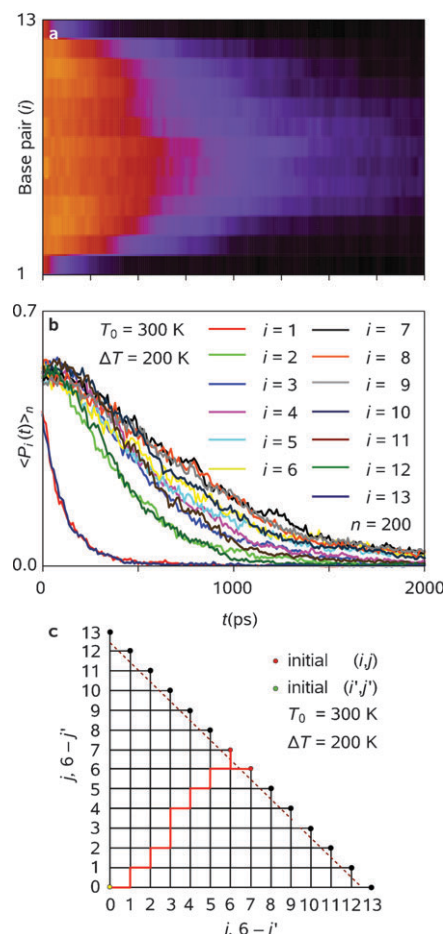 13
a
Base pair (i)
1
0.7
b
T₀ = 300 K
ΔT = 200 K
i = 1
i = 2
i = 3
i = 4
i = 5
i = 6
i = 7
i = 8
i = 9
i = 10
i = 11
i = 12
i = 13
n = 200
<Pᵢ(t)>ₙ
0.0
0 1000 2000
t(ps)
c
initial (i,j)
initial (i',j')
T₀ = 300 K
ΔT = 200 K
j, 6 – j'
13
12
11
10
9
8
7
6
5
4
3
2
1
0
0 1 2 3 4 5 6 7 8 9 10 11 12 13
i, 6 – i'